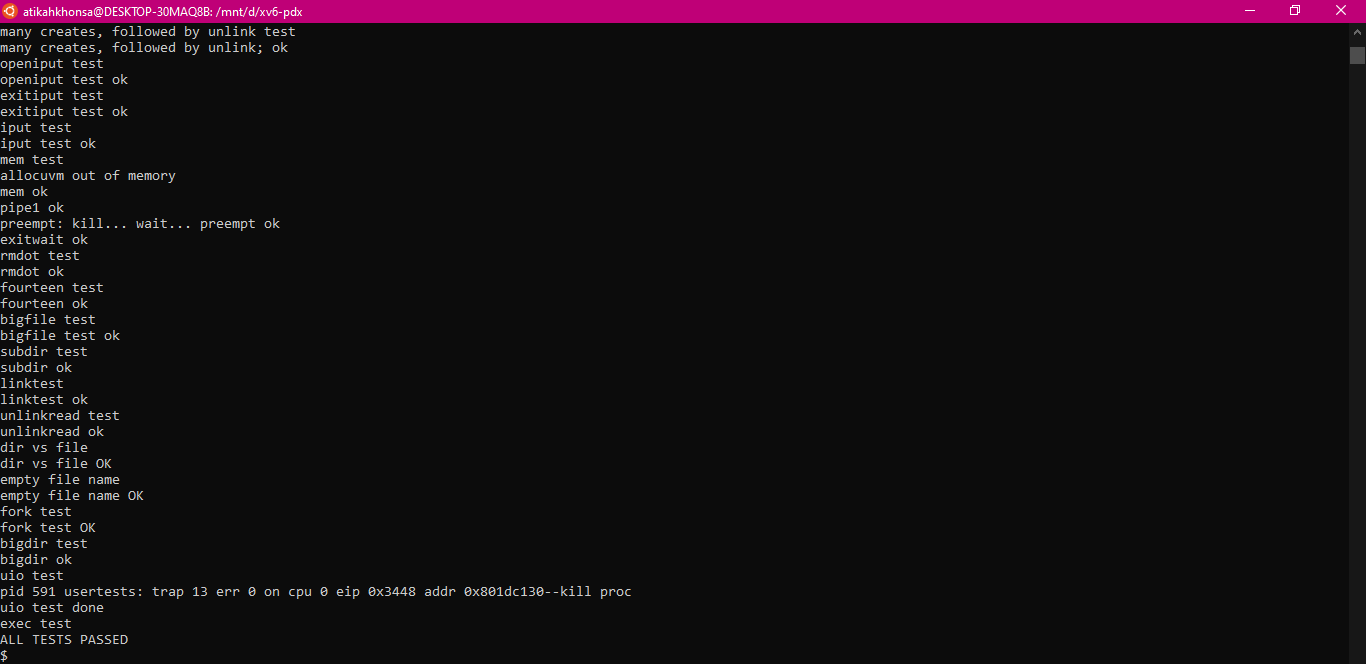 atikahkhonsa@DESKTOP-30MAQ8B: /mnt/d/xv6-pdx
many creates, followed by unlink test
many creates, followed by unlink; ok
openiput test
openiput test ok
exitiput test
exitiput test ok
iput test
iput test ok
mem test
allocuvm out of memory
mem ok
pipe1 ok
preempt: kill... wait... preempt ok
exitwait ok
rmdot test
rmdot ok
fourteen test
fourteen ok
bigfile test
bigfile test ok
subdir test
subdir ok
linktest
linktest ok
unlinkread test
unlinkread ok
dir vs file
dir vs file OK
empty file name
empty file name OK
fork test
fork test OK
bigdir test
bigdir ok
uio test
pid 591 usertests: trap 13 err 0 on cpu 0 eip 0x3448 addr 0x801dc130--kill proc
uio test done
exec test
ALL TESTS PASSED
$